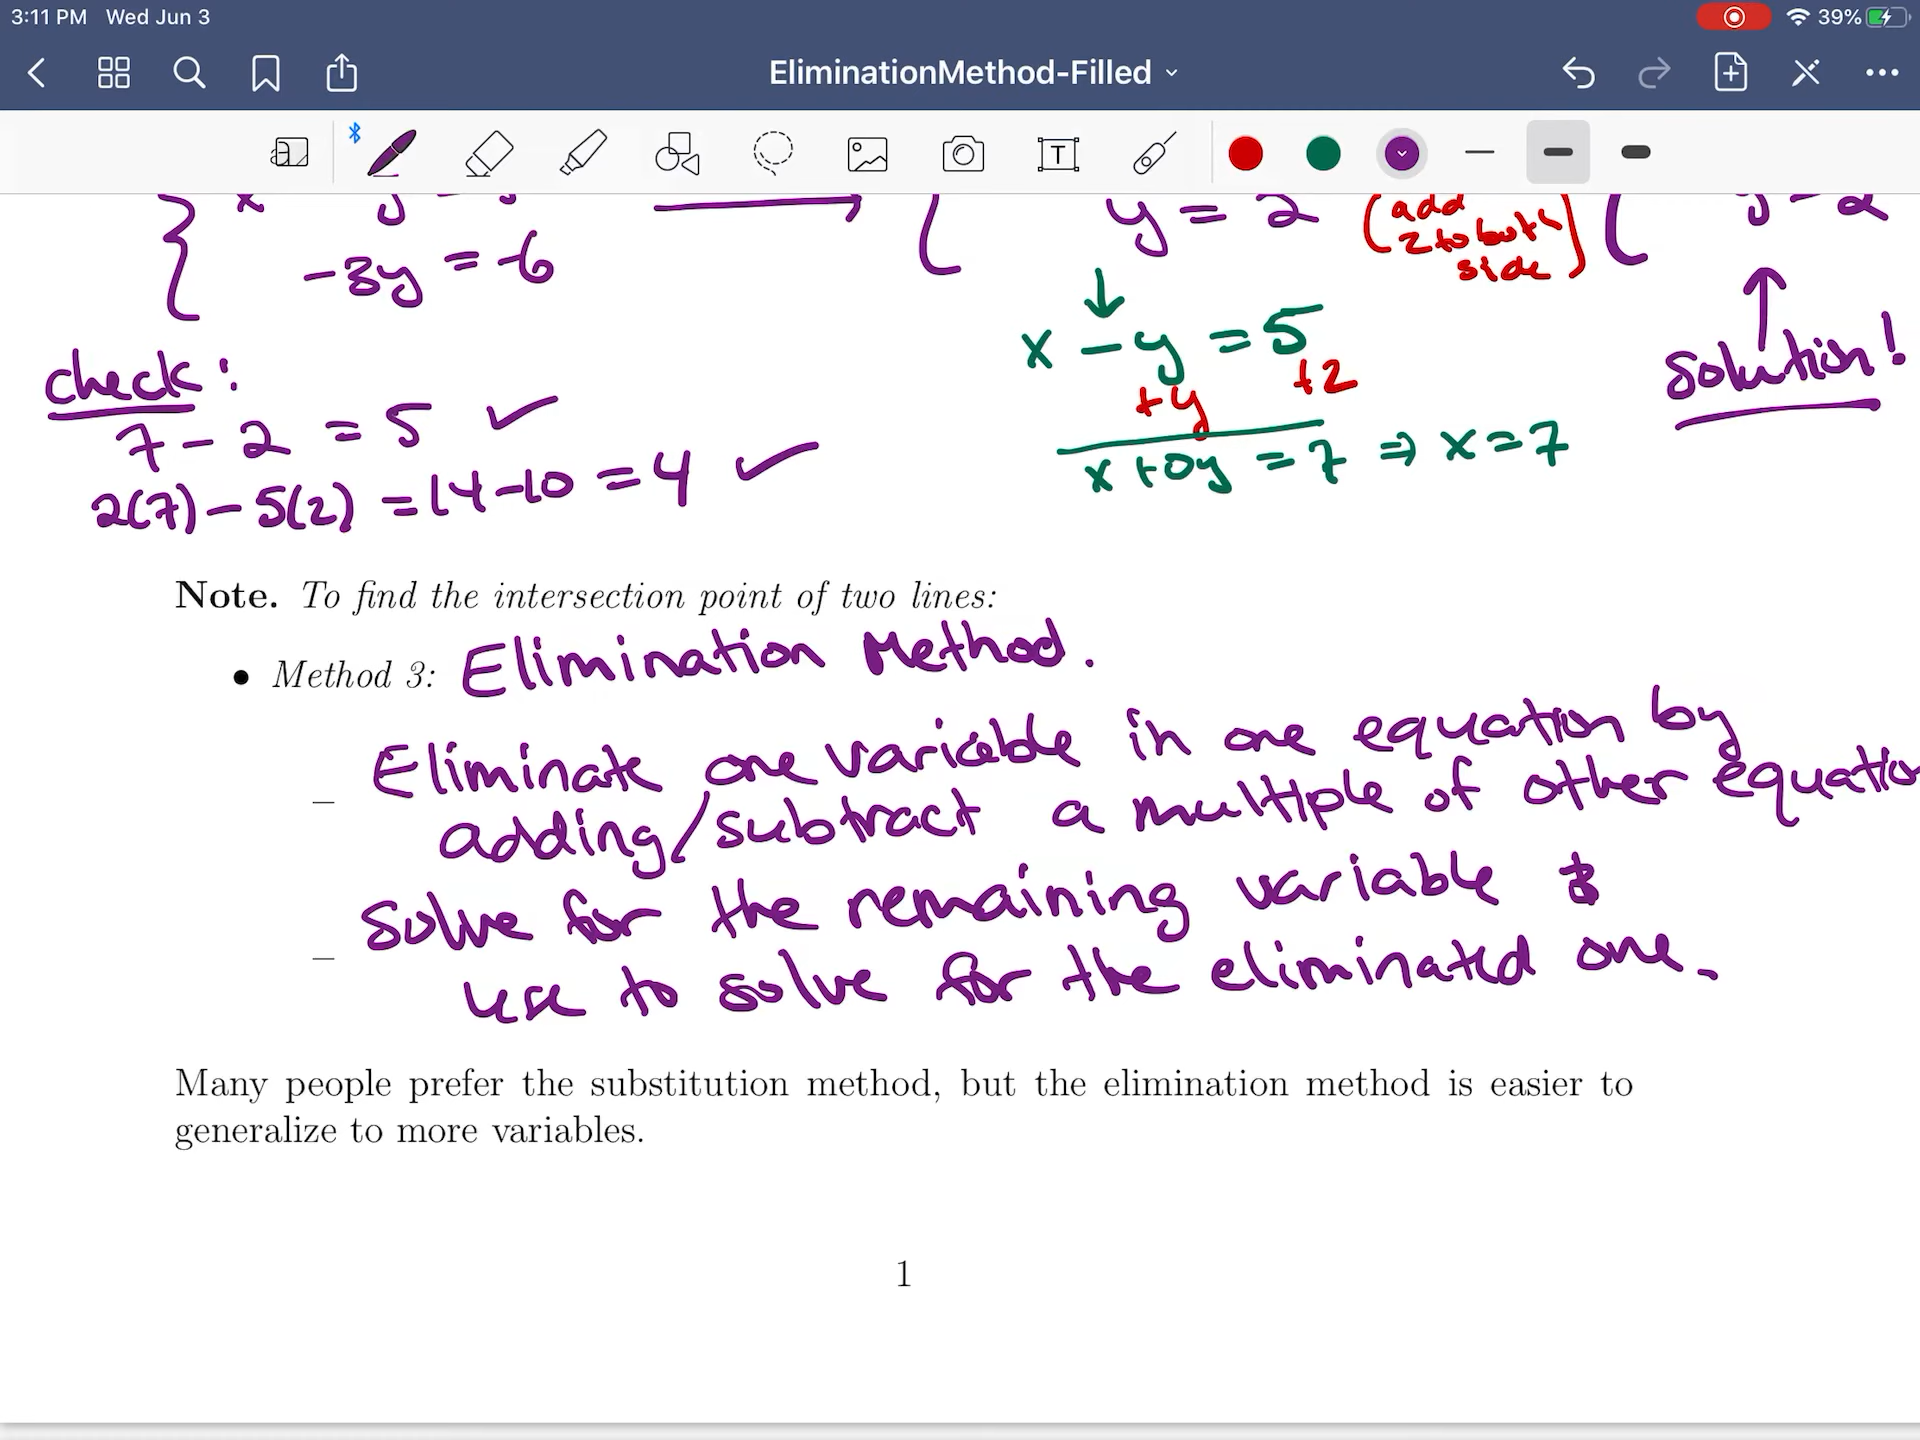 3:11 PM Wed Jun 3
39%
EliminationMethod-Filled
x y
y = 2 (add
2 to both
side)
y = 2
-3y = -6
x - y = 5
+y +2
x + 0y = 7 ⇒ x = 7
solution!
check:
7 - 2 = 5 ✓
2(7) - 5(2) = 14 - 10 = 4 ✓
Note. To find the intersection point of two lines:
• Method 3: Elimination Method.
– Eliminate one variable in one equation by
adding/subtract a multiple of other equatio
– Solve for the remaining variable &
use to solve for the eliminated one.
Many people prefer the substitution method, but the elimination method is easier to
generalize to more variables.
1